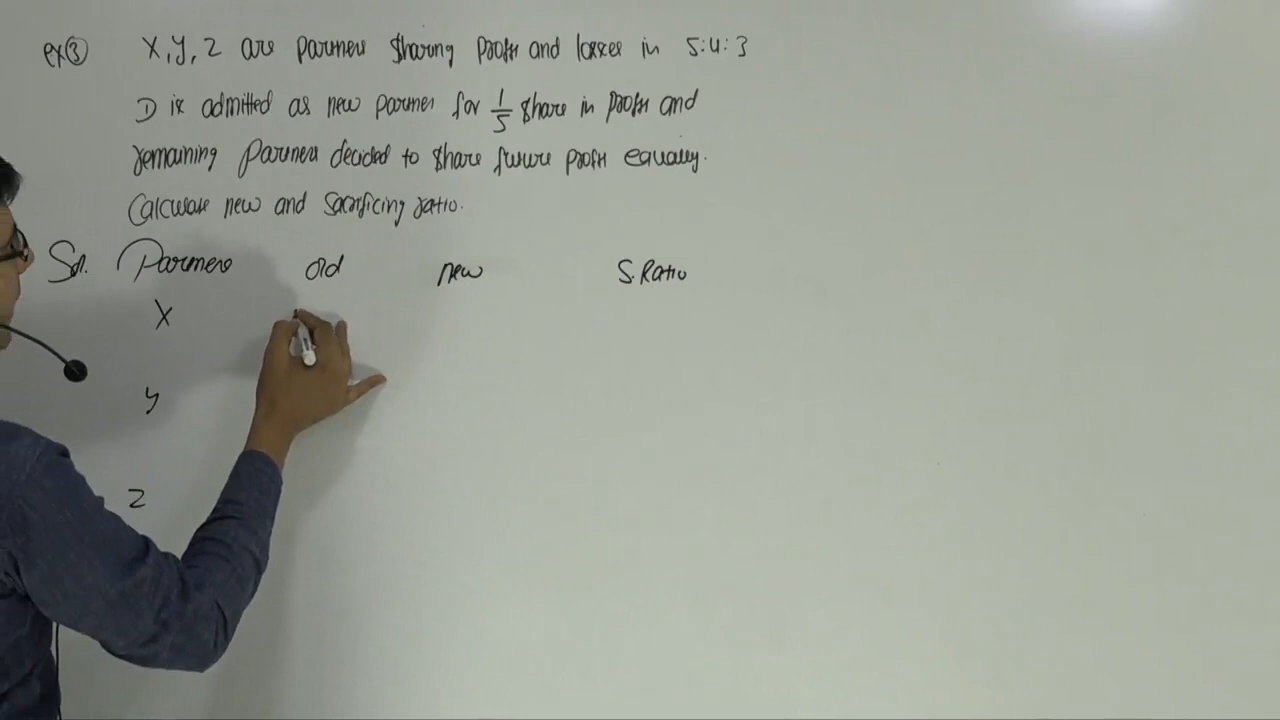 ex③ X, Y, Z are partners sharing profit and losses in 5:4:3
D is admitted as new partner for 1/5 share in profit and
remaining partners decided to share future profit equally.
Calculate new and Sacrificing ratio.
Sol. Partners old new S. Ratio
X
Y
Z